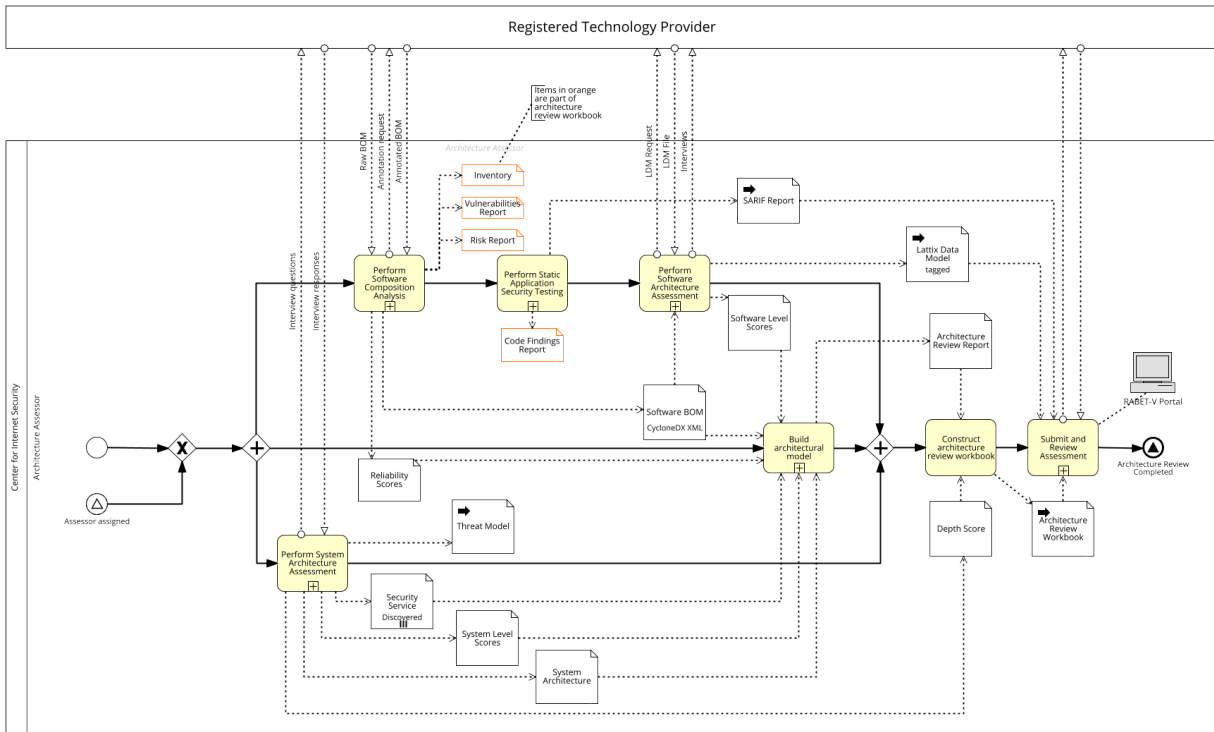 Registered Technology Provider
Items in orange
are part of
architecture
review workbook
Raw BOM
Annotation request
Annotated BOM
LDM Request
LDM File
Interviews
Architecture Assessor
Inventory
Vulnerabilities
Report
Risk Report
SARIF Report
Lattix Data
Model
tagged
Interview questions
Interview responses
Perform
Software
Composition
Analysis
Perform Static
Application
Security Testing
Perform
Software
Architecture
Assessment
Code Findings
Report
Software Level
Scores
Architecture
Review Report
RABET-V Portal
Center for Internet Security
Architecture Assessor
Software BOM
CycloneDX XML
Build
architectural
model
Construct
architecture
review workbook
Submit and
Review
Assessment
Architecture Review
Completed
Reliability
Scores
Assessor assigned
Threat Model
Depth Score
Architecture
Review
Workbook
Perform System
Architecture
Assessment
Security
Service
Discovered
System Level
Scores
System
Architecture